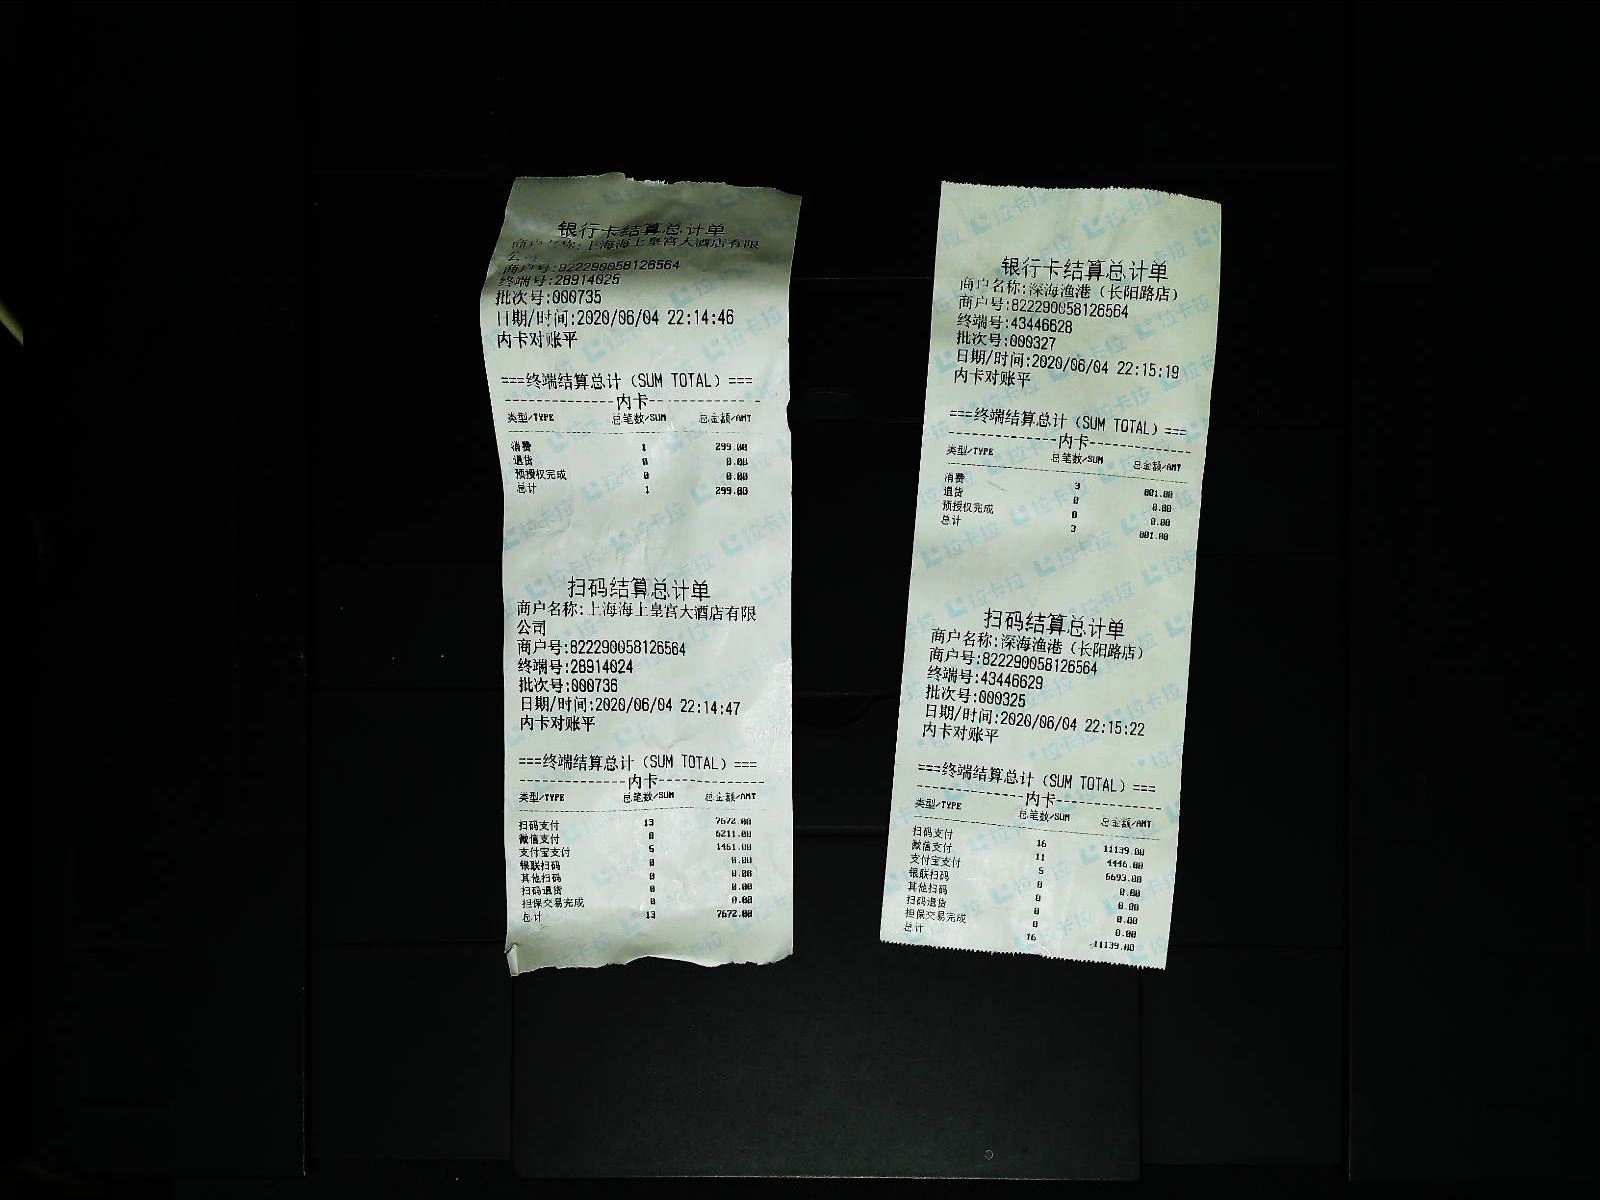 银行卡结算总计单
商户名称:上海海上皇宫大酒店有限
公司
商户号:822290058126564
终端号:28914025
批次号:000735
日期/时间:2020/06/04 22:14:46
内卡对账平
===终端结算总计（SUM TOTAL）===
内卡
类型/TYPE 总笔数/SUM 总金额/AMT
消费 1 299.00
退货 0 0.00
预授权完成 0 0.00
总计 1 299.00
扫码结算总计单
商户名称:上海海上皇宫大酒店有限
公司
商户号:822290058126564
终端号:28914024
批次号:000736
日期/时间:2020/06/04 22:14:47
内卡对账平
===终端结算总计（SUM TOTAL）===
内卡
类型/TYPE 总笔数/SUM 总金额/AMT
扫码支付 13 7672.00
微信支付 8 6211.00
支付宝支付 5 1461.00
银联扫码 0 0.00
其他扫码 0 0.00
扫码退货 0 0.00
担保交易完成 0 0.00
总计 13 7672.00
银行卡结算总计单
商户名称:深海渔港（长阳路店）
商户号:822290058126564
终端号:43446628
批次号:000327
日期/时间:2020/06/04 22:15:19
内卡对账平
===终端结算总计（SUM TOTAL）===
内卡
类型/TYPE 总笔数/SUM 总金额/AMT
消费 3
退货 0 0.00
预授权完成 0 0.00
总计 3
扫码结算总计单
商户名称:深海渔港（长阳路店）
商户号:822290058126564
终端号:43446629
批次号:000325
日期/时间:2020/06/04 22:15:22
内卡对账平
===终端结算总计（SUM TOTAL）===
内卡
类型/TYPE 总笔数/SUM 总金额/AMT
扫码支付 16 11139.00
微信支付 11 4446.00
支付宝支付 5 6693.00
银联扫码 0 0.00
其他扫码 0 0.00
扫码退货 0 0.00
担保交易完成 0 0.00
总计 16 11139.00